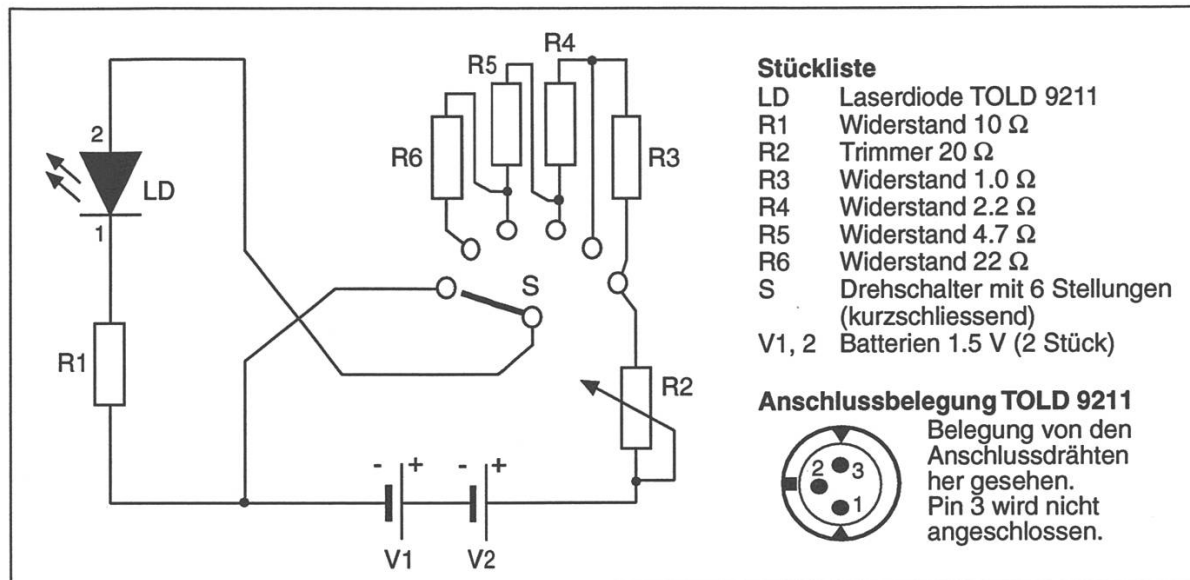 2
LD
1
R1
R6
R5
R4
R3
S
R2
- + - +
V1 V2
Stückliste
LD Laserdiode TOLD 9211
R1 Widerstand 10 Ω
R2 Trimmer 20 Ω
R3 Widerstand 1.0 Ω
R4 Widerstand 2.2 Ω
R5 Widerstand 4.7 Ω
R6 Widerstand 22 Ω
S Drehschalter mit 6 Stellungen
(kurzschliessend)
V1, 2 Batterien 1.5 V (2 Stück)
Anschlussbelegung TOLD 9211
2
3
1
Belegung von den
Anschlussdrähten
her gesehen.
Pin 3 wird nicht
angeschlossen.